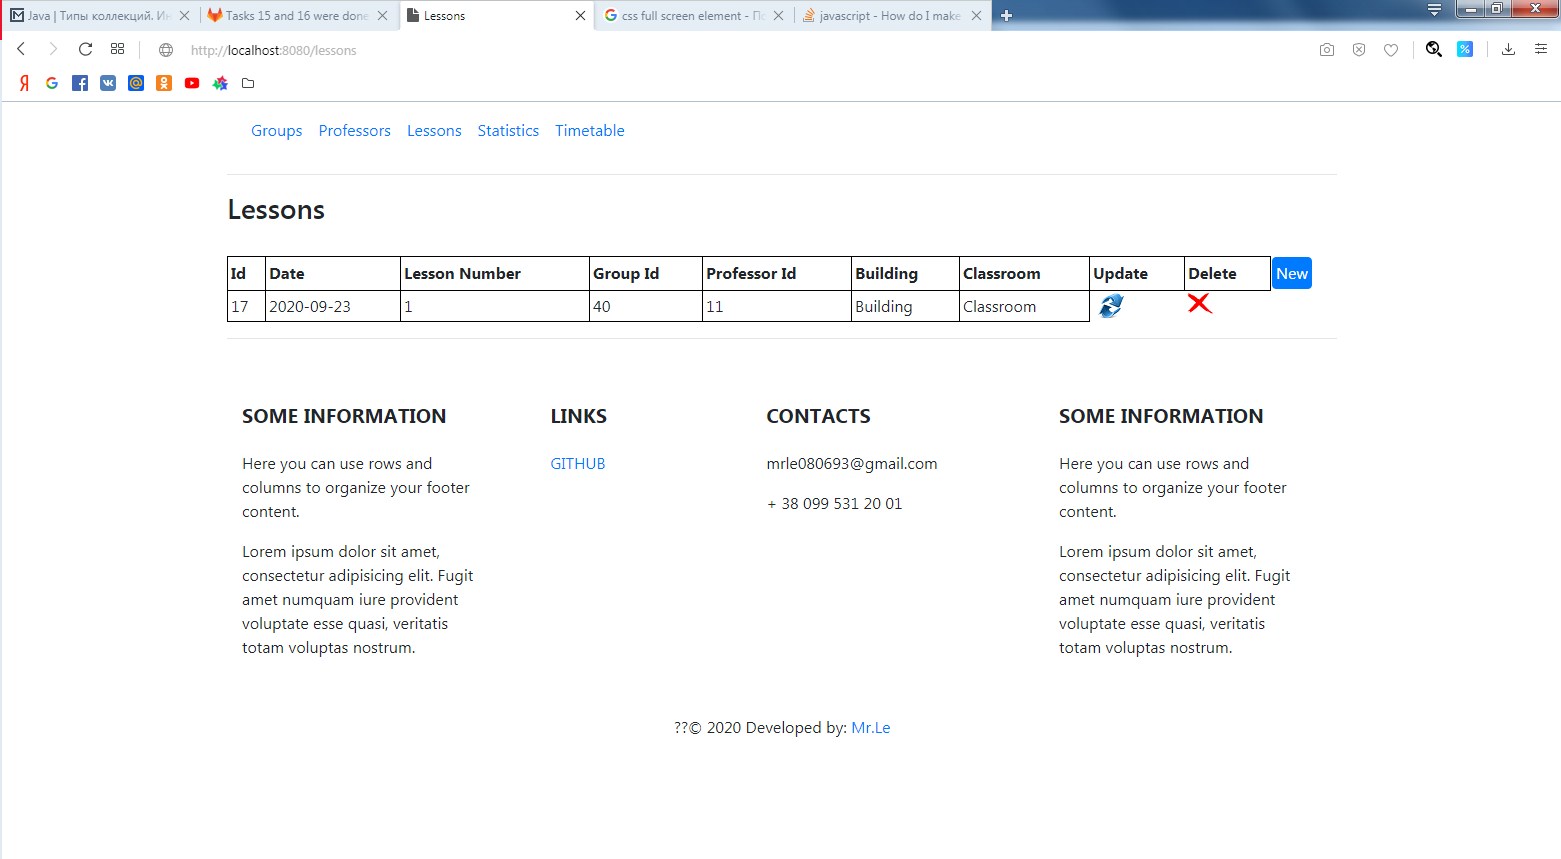 Java | Типы коллекций. Ин
Tasks 15 and 16 were done
Lessons
css full screen element - По
javascript - How do I make
http://localhost:8080/lessons
Groups Professors Lessons Statistics Timetable
Lessons
Id Date Lesson Number Group Id Professor Id Building Classroom Update Delete New
17 2020-09-23 1 40 11 Building Classroom
SOME INFORMATION
Here you can use rows and
columns to organize your footer
content.
Lorem ipsum dolor sit amet,
consectetur adipisicing elit. Fugit
amet numquam iure provident
voluptate esse quasi, veritatis
totam voluptas nostrum.
LINKS
GITHUB
CONTACTS
mrle080693@gmail.com
+ 38 099 531 20 01
SOME INFORMATION
Here you can use rows and
columns to organize your footer
content.
Lorem ipsum dolor sit amet,
consectetur adipisicing elit. Fugit
amet numquam iure provident
voluptate esse quasi, veritatis
totam voluptas nostrum.
??© 2020 Developed by: Mr.Le